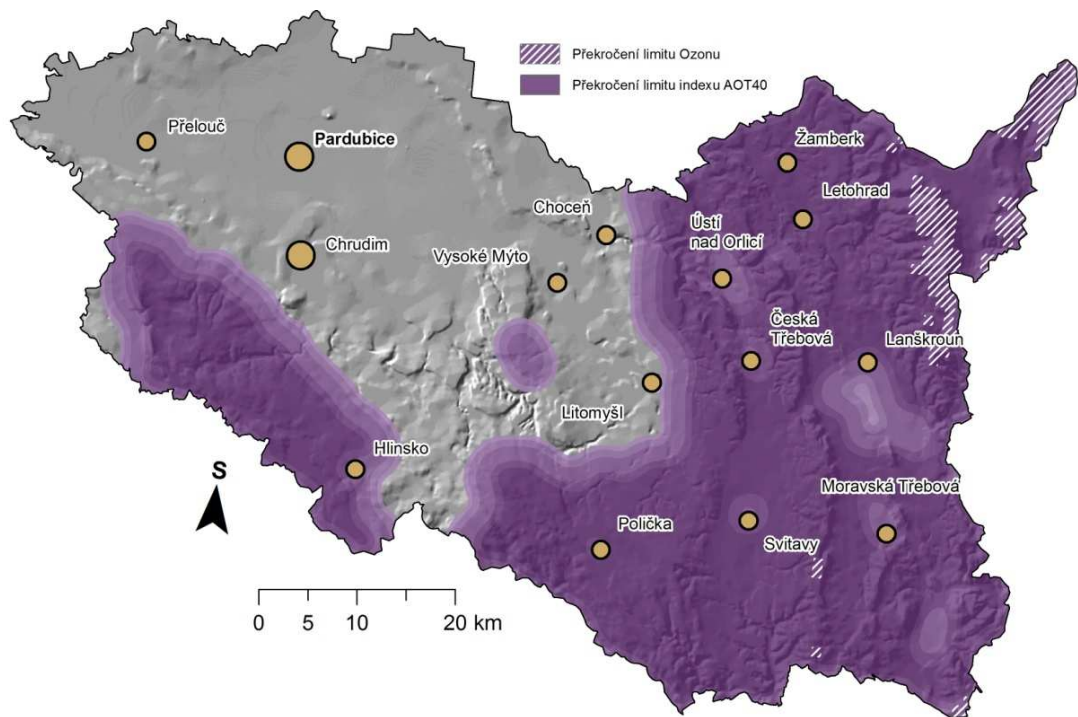 Překročení limitu Ozonu
Překročení limitu indexu AOT40
Přelouč
Pardubice
Žamberk
Letohrad
Choceň
Ústí
nad Orlicí
Chrudim
Vysoké Mýto
Česká
Třebová
Lanškroun
Litomyšl
Hlinsko
S
Moravská Třebová
Polička
Svitavy
0 5 10 20 km